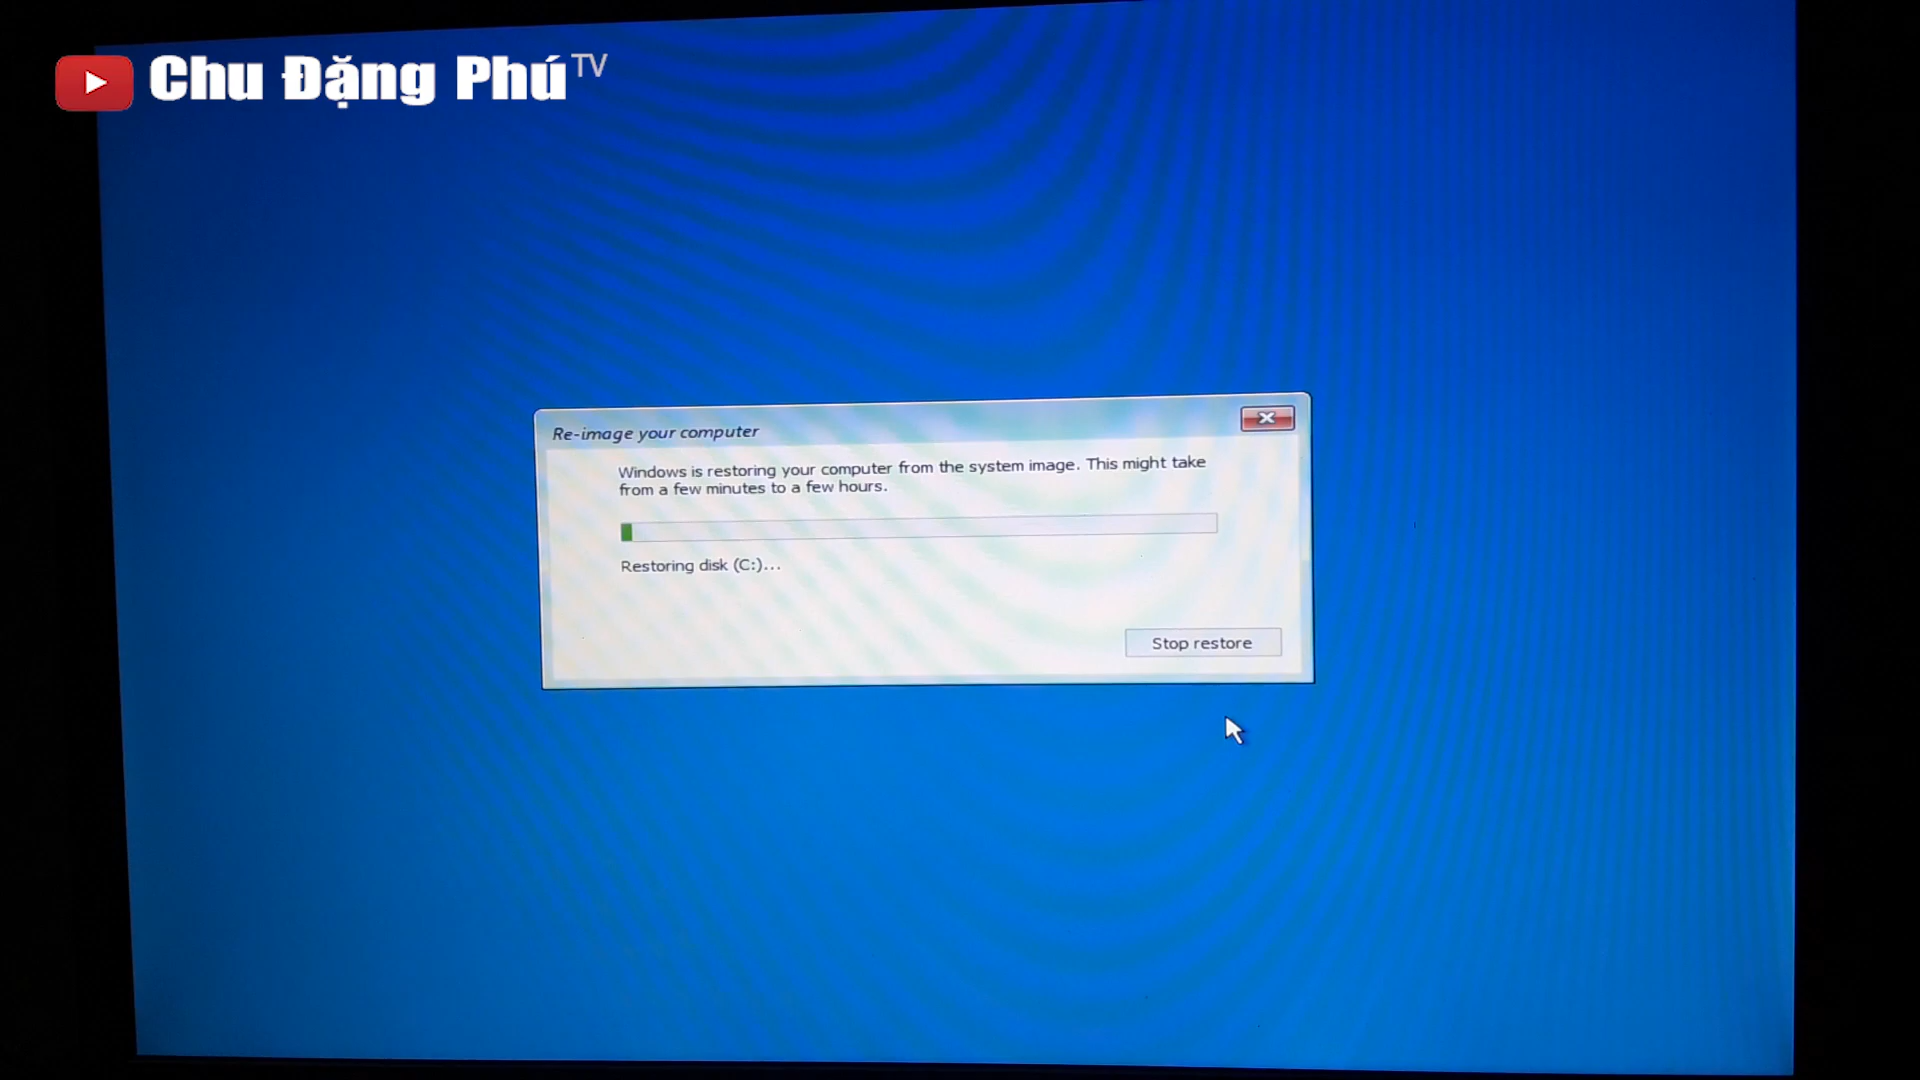 Chu Đặng Phú TV
Re-image your computer
Windows is restoring your computer from the system image. This might take
from a few minutes to a few hours.
Restoring disk (C:)...
Stop restore